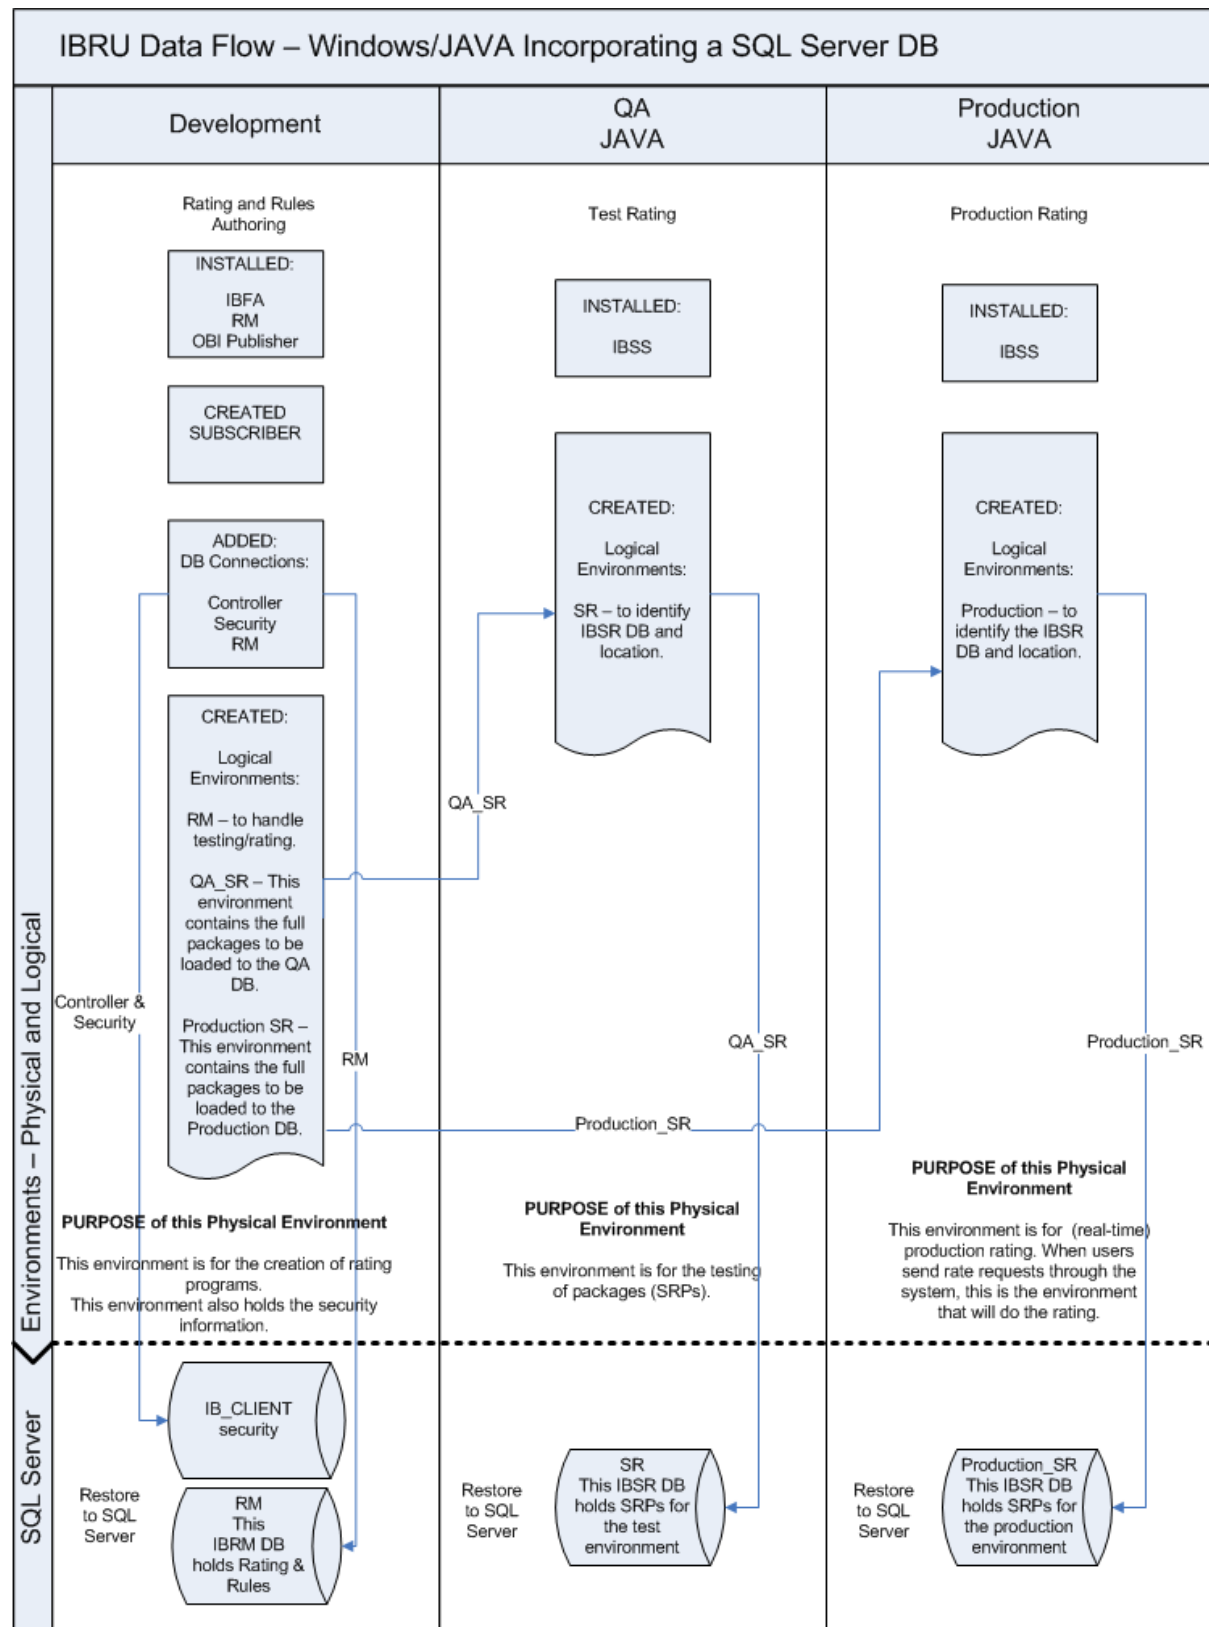 IBRU Data Flow – Windows/JAVA Incorporating a SQL Server DB
Environments – Physical and Logical
SQL Server
Development
Rating and Rules
Authoring
INSTALLED:
IBFA
RM
OBI Publisher
CREATED
SUBSCRIBER
ADDED:
DB Connections:
Controller
Security
RM
CREATED:
Logical
Environments:
RM – to handle
testing/rating.
QA_SR – This
environment
contains the full
packages to be
loaded to the QA
DB.
Production SR –
This environment
contains the full
packages to be
loaded to the
Production DB.
Controller &
Security
RM
QA_SR
Production_SR
PURPOSE of this Physical Environment
This environment is for the creation of rating
programs.
This environment also holds the security
information.
IB_CLIENT
security
Restore
to SQL
Server
RM
This
IBRM DB
holds Rating &
Rules
QA
JAVA
Test Rating
INSTALLED:
IBSS
CREATED:
Logical
Environments:
SR – to identify
IBSR DB and
location.
QA_SR
PURPOSE of this Physical
Environment
This environment is for the testing
of packages (SRPs).
Restore
to SQL
Server
SR
This IBSR DB
holds SRPs for
the test
environment
Production
JAVA
Production Rating
INSTALLED:
IBSS
CREATED:
Logical
Environments:
Production – to
identify the IBSR
DB and location.
Production_SR
PURPOSE of this Physical
Environment
This environment is for (real-time)
production rating. When users
send rate requests through the
system, this is the environment
that will do the rating.
Restore
to SQL
Server
Production_SR
This IBSR DB
holds SRPs for
the production
environment